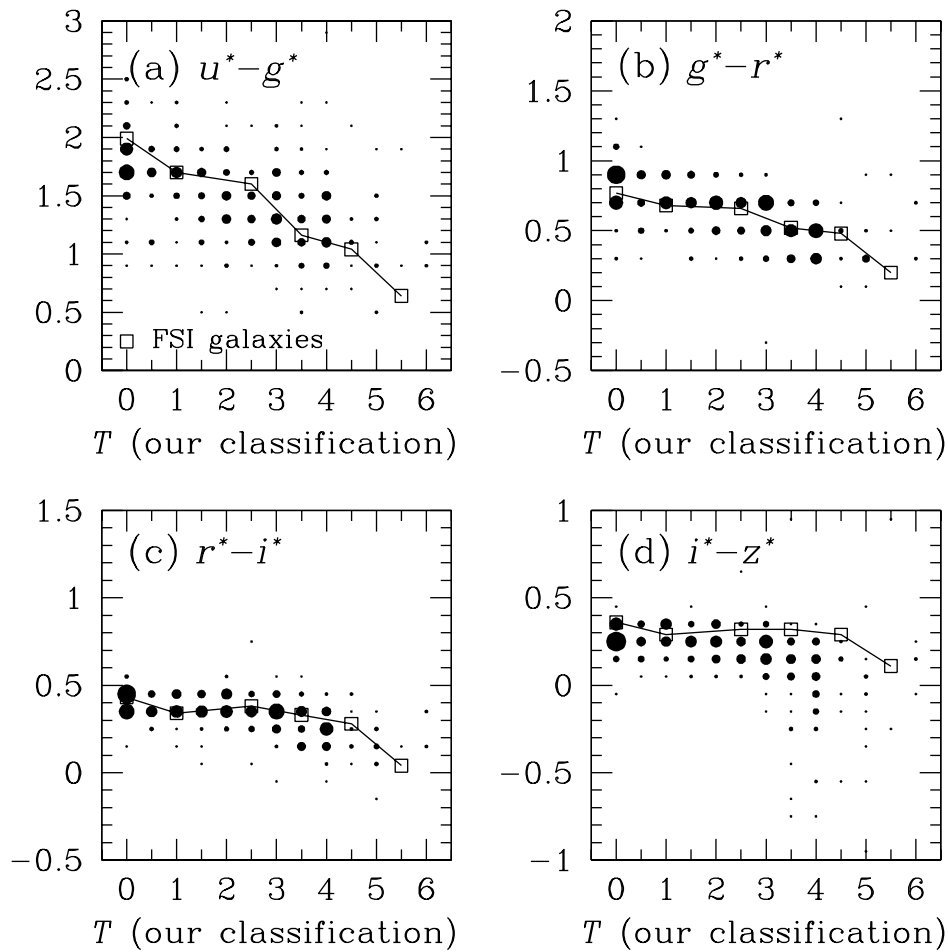 3
2.5
2
1.5
1
0.5
0
(a) u*−g*
FSI galaxies
0 1 2 3 4 5 6
T (our classification)
2
1.5
1
0.5
0
−0.5
(b) g*−r*
0 1 2 3 4 5 6
T (our classification)
1.5
1
0.5
0
−0.5
(c) r*−i*
0 1 2 3 4 5 6
T (our classification)
1
0.5
0
−0.5
−1
(d) i*−z*
0 1 2 3 4 5 6
T (our classification)